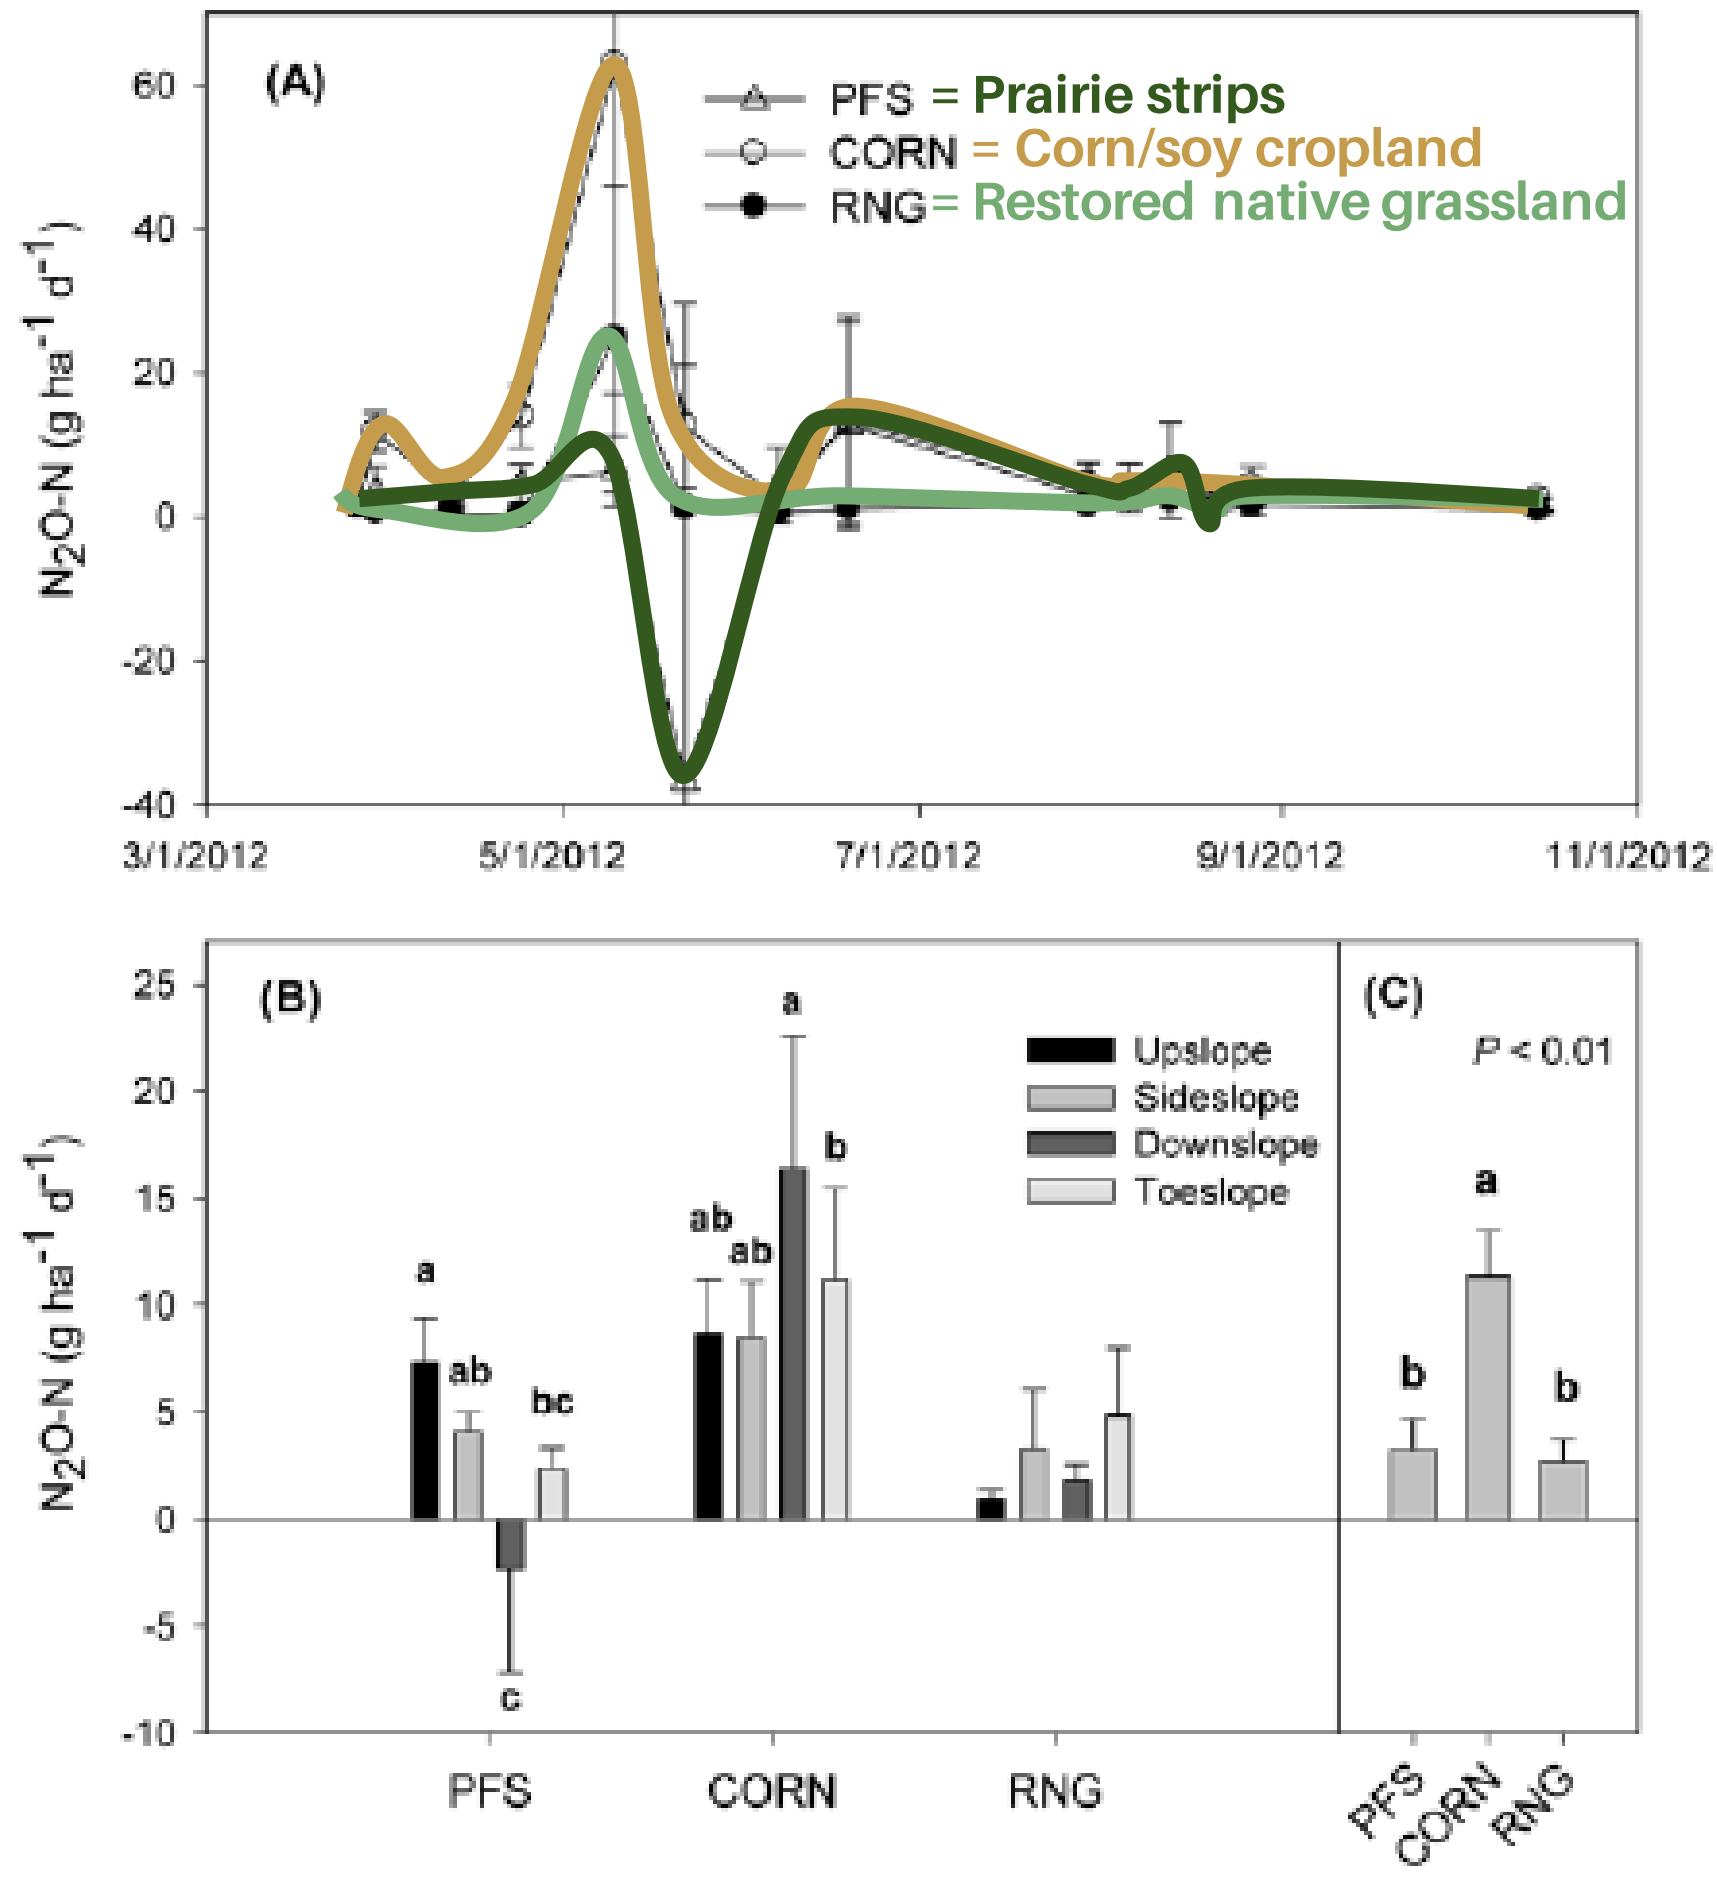 (A)
PFS = Prairie strips
CORN = Corn/soy cropland
RNG = Restored native grassland
N2O-N (g ha⁻¹ d⁻¹)
60
40
20
0
-20
-40
3/1/2012 5/1/2012 7/1/2012 9/1/2012 11/1/2012
(B)
Upslope
Sideslope
Downslope
Toeslope
N2O-N (g ha⁻¹ d⁻¹)
25
20
15
10
5
0
-5
-10
a
ab
c
bc
ab
ab
a
b
PFS CORN RNG
(C)
P < 0.01
b
a
b
PFS
CORN
RNG